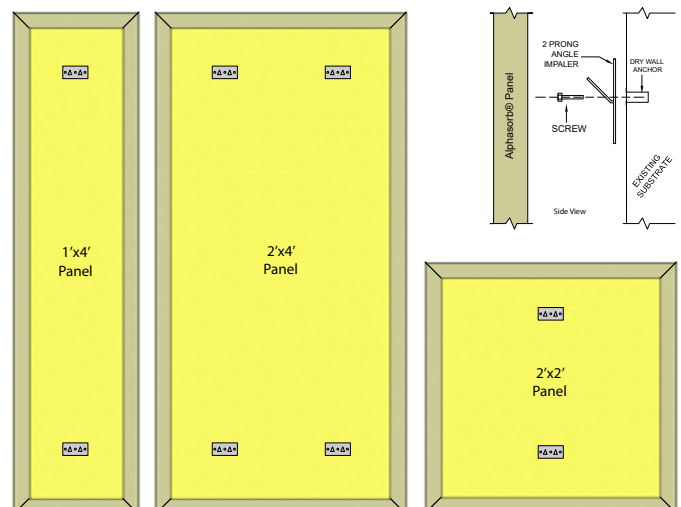 1'x4'
Panel
2'x4'
Panel
Alphasorb® Panel
2 PRONG
ANGLE
IMPALER
SCREW
DRY WALL
ANCHOR
EXISTING
SUBSTRATE
Side View
2'x2'
Panel